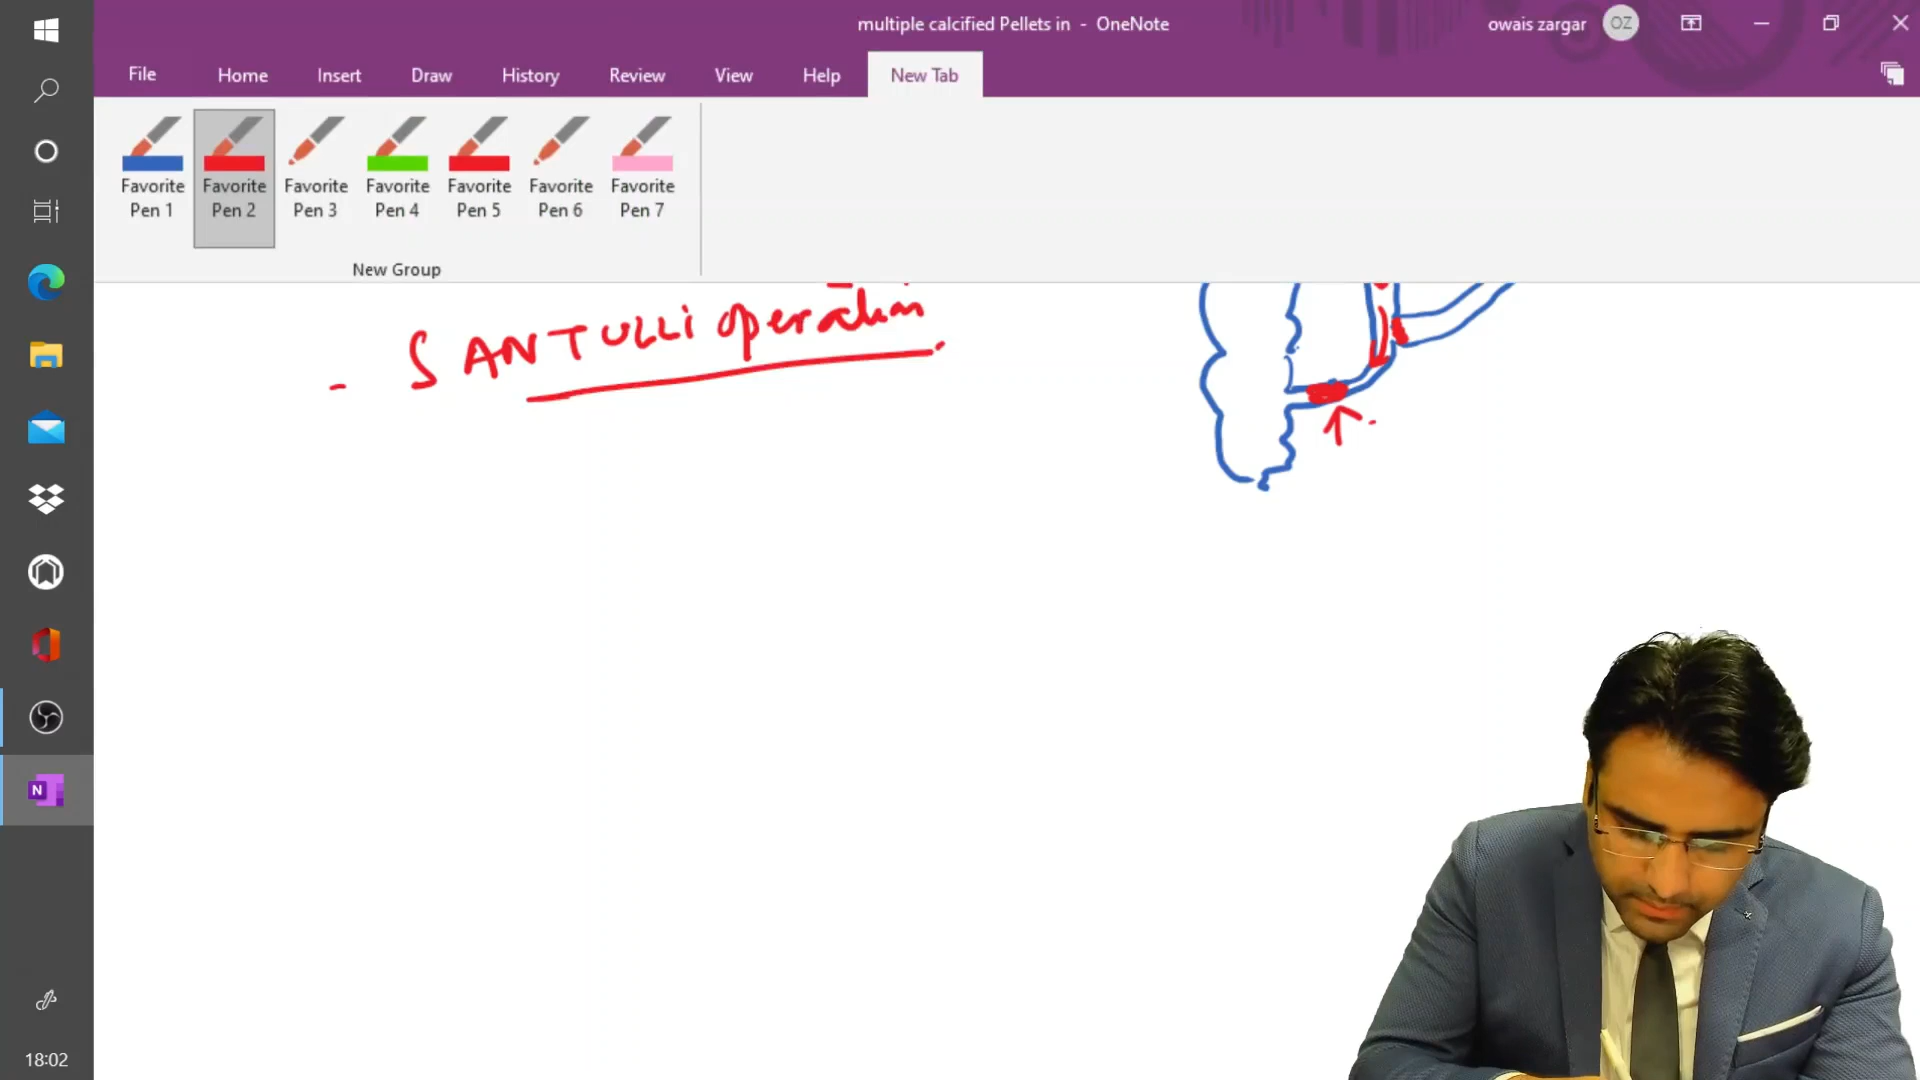 multiple calcified Pellets in - OneNote
owais zargar OZ
File Home Insert Draw History Review View Help New Tab
Favorite Pen 1
Favorite Pen 2
Favorite Pen 3
Favorite Pen 4
Favorite Pen 5
Favorite Pen 6
Favorite Pen 7
New Group
- SANTULLi operation
N
18:02